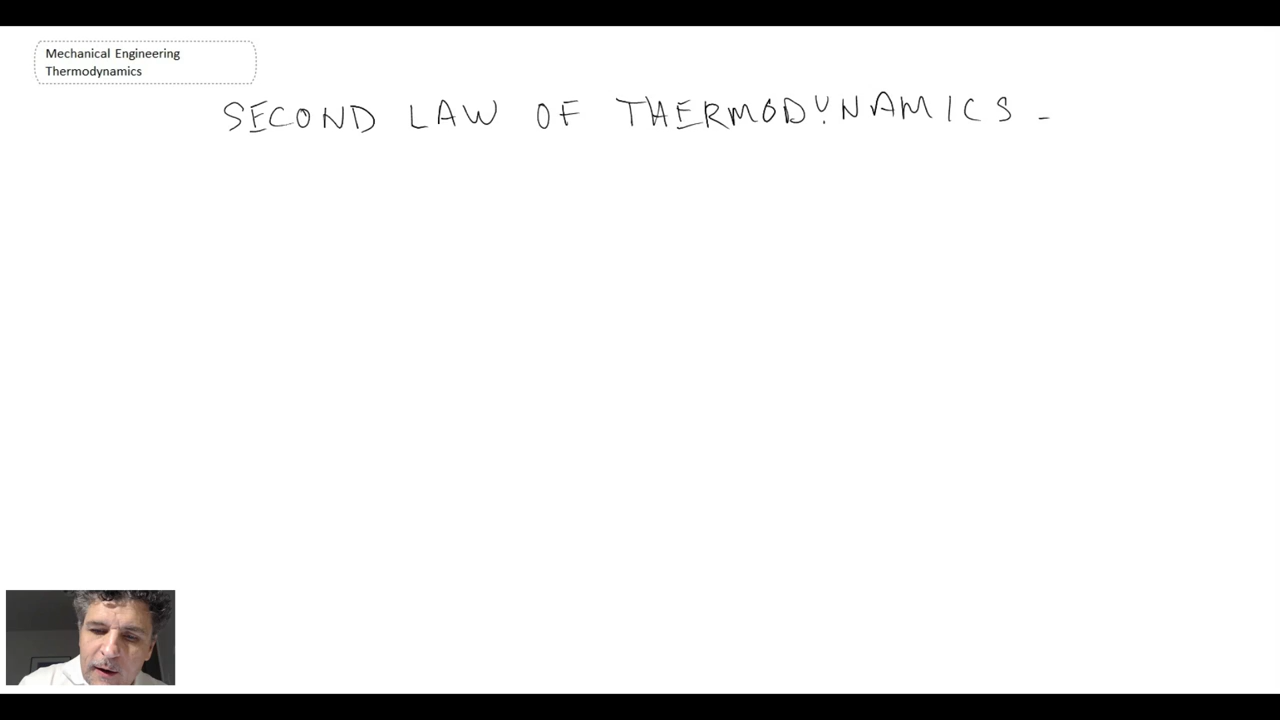 Mechanical Engineering
Thermodynamics
SECOND LAW OF THERMODYNAMICS -